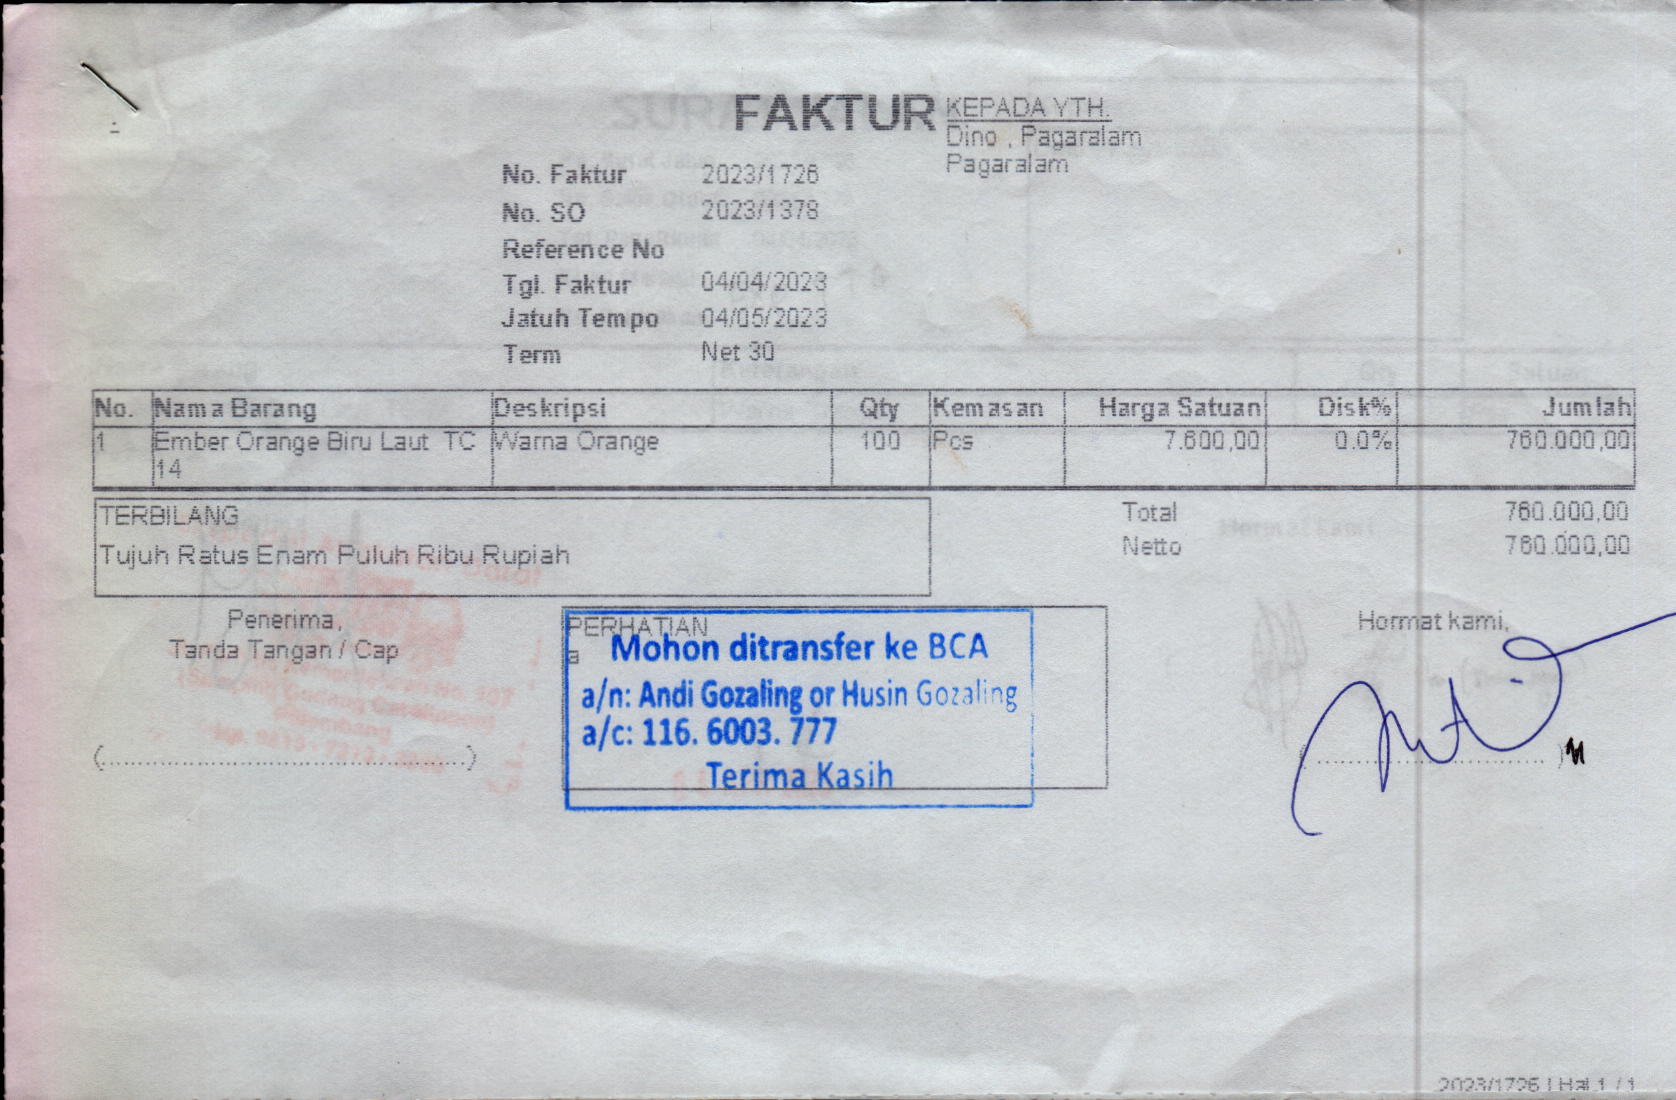 FAKTUR
KEPADA YTH.
Dino , Pagaralam
Pagaralam
No. Faktur 2023/1726
No. SO 2023/1378
Reference No
Tgl. Faktur 04/04/2023
Jatuh Tempo 04/05/2023
Term Net 30
No. Nama Barang Deskripsi Qty Kemasan Harga Satuan Disk% Jumlah
1 Ember Orange Biru Laut TC Warna Orange 100 Pcs 7.600,00 0.0% 760.000,00
14
TERBILANG
Tujuh Ratus Enam Puluh Ribu Rupiah
Total 760.000,00
Netto 760.000,00
Penerima,
Tanda Tangan / Cap
(..........................................)
PERHATIAN
a
Mohon ditransfer ke BCA
a/n: Andi Gozaling or Husin Gozaling
a/c: 116. 6003. 777
Terima Kasih
Hormat kami,
2023/1726 | Hal 1 / 1